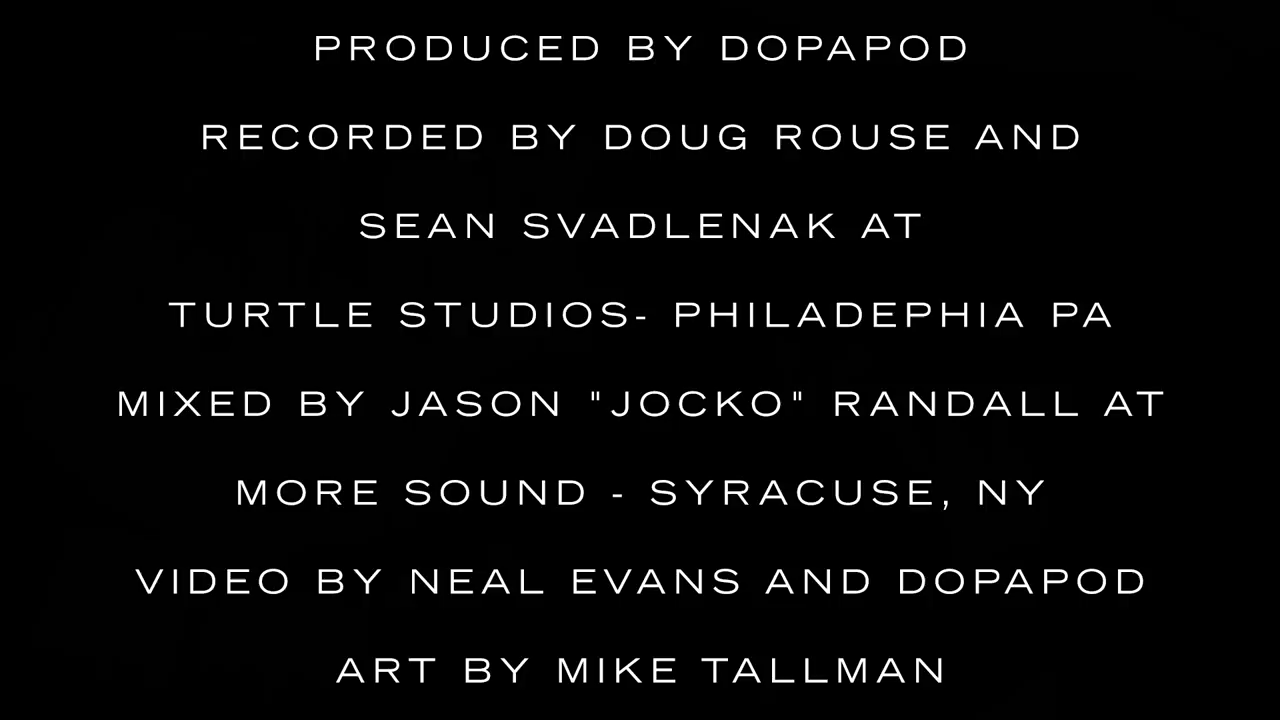 PRODUCED BY DOPAPOD
RECORDED BY DOUG ROUSE AND
SEAN SVADLENAK AT
TURTLE STUDIOS- PHILADEPHIA PA
MIXED BY JASON "JOCKO" RANDALL AT
MORE SOUND - SYRACUSE, NY
VIDEO BY NEAL EVANS AND DOPAPOD
ART BY MIKE TALLMAN